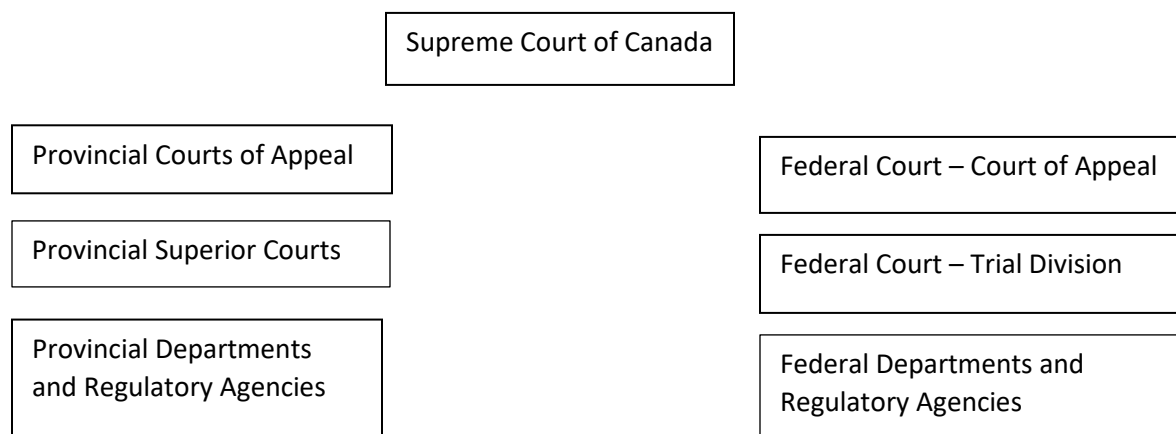 Supreme Court of Canada
Provincial Courts of Appeal
Federal Court – Court of Appeal
Provincial Superior Courts
Federal Court – Trial Division
Provincial Departments
and Regulatory Agencies
Federal Departments and
Regulatory Agencies